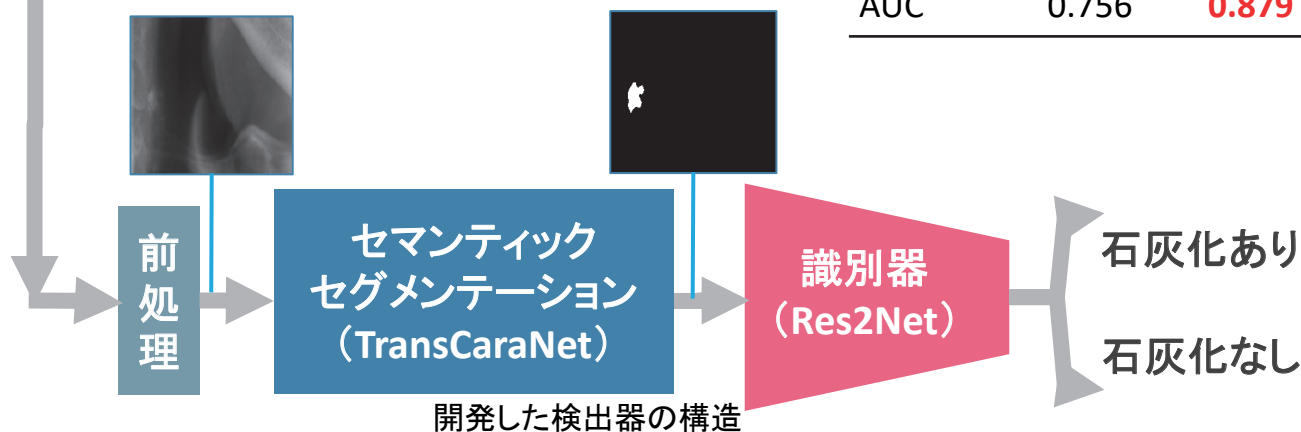 AUC 0.756 0.879
前
処
理
セマンティック
セグメンテーション
（TransCaraNet）
識別器
（Res2Net）
石灰化あり
石灰化なし
開発した検出器の構造